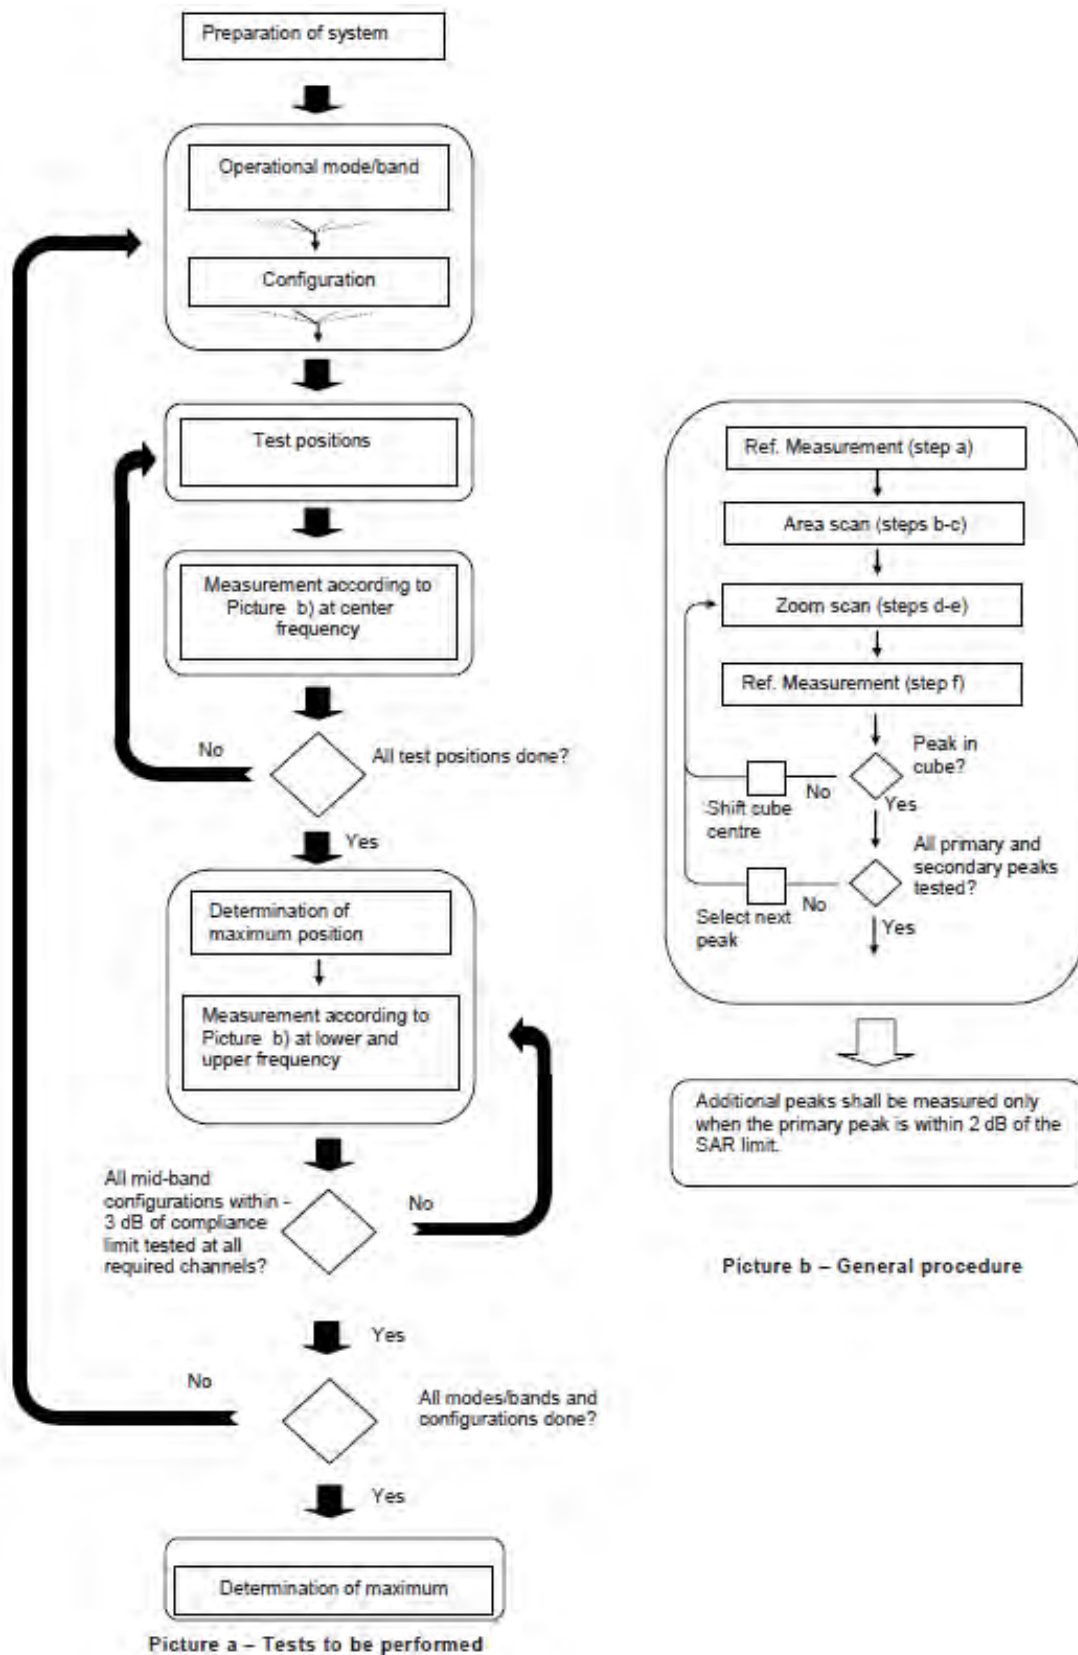 Preparation of system
Operational mode/band
Configuration
Test positions
Measurement according to
Picture b) at center
frequency
No
All test positions done?
Yes
Determination of
maximum position
Measurement according to
Picture b) at lower and
upper frequency
All mid-band
configurations within -
3 dB of compliance
limit tested at all
required channels?
No
Yes
No
All modes/bands and
configurations done?
Yes
Determination of maximum
Picture a – Tests to be performed
Ref. Measurement (step a)
Area scan (steps b-c)
Zoom scan (steps d-e)
Ref. Measurement (step f)
Peak in
cube?
No
Shift cube
centre
Yes
All primary and
secondary peaks
tested?
No
Select next
peak
Yes
Additional peaks shall be measured only
when the primary peak is within 2 dB of the
SAR limit.
Picture b – General procedure